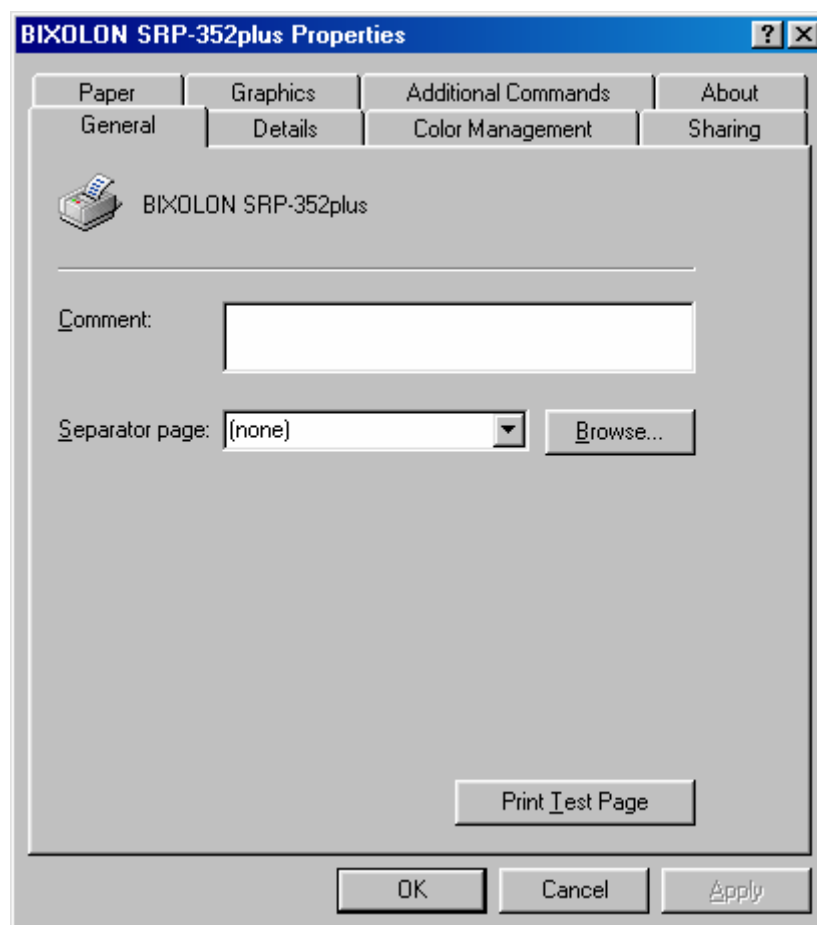 BIXOLON SRP-352plus Properties
Paper Graphics Additional Commands About
General Details Color Management Sharing
BIXOLON SRP-352plus
Comment:
Separator page: (none) Browse...
Print Test Page
OK Cancel Apply